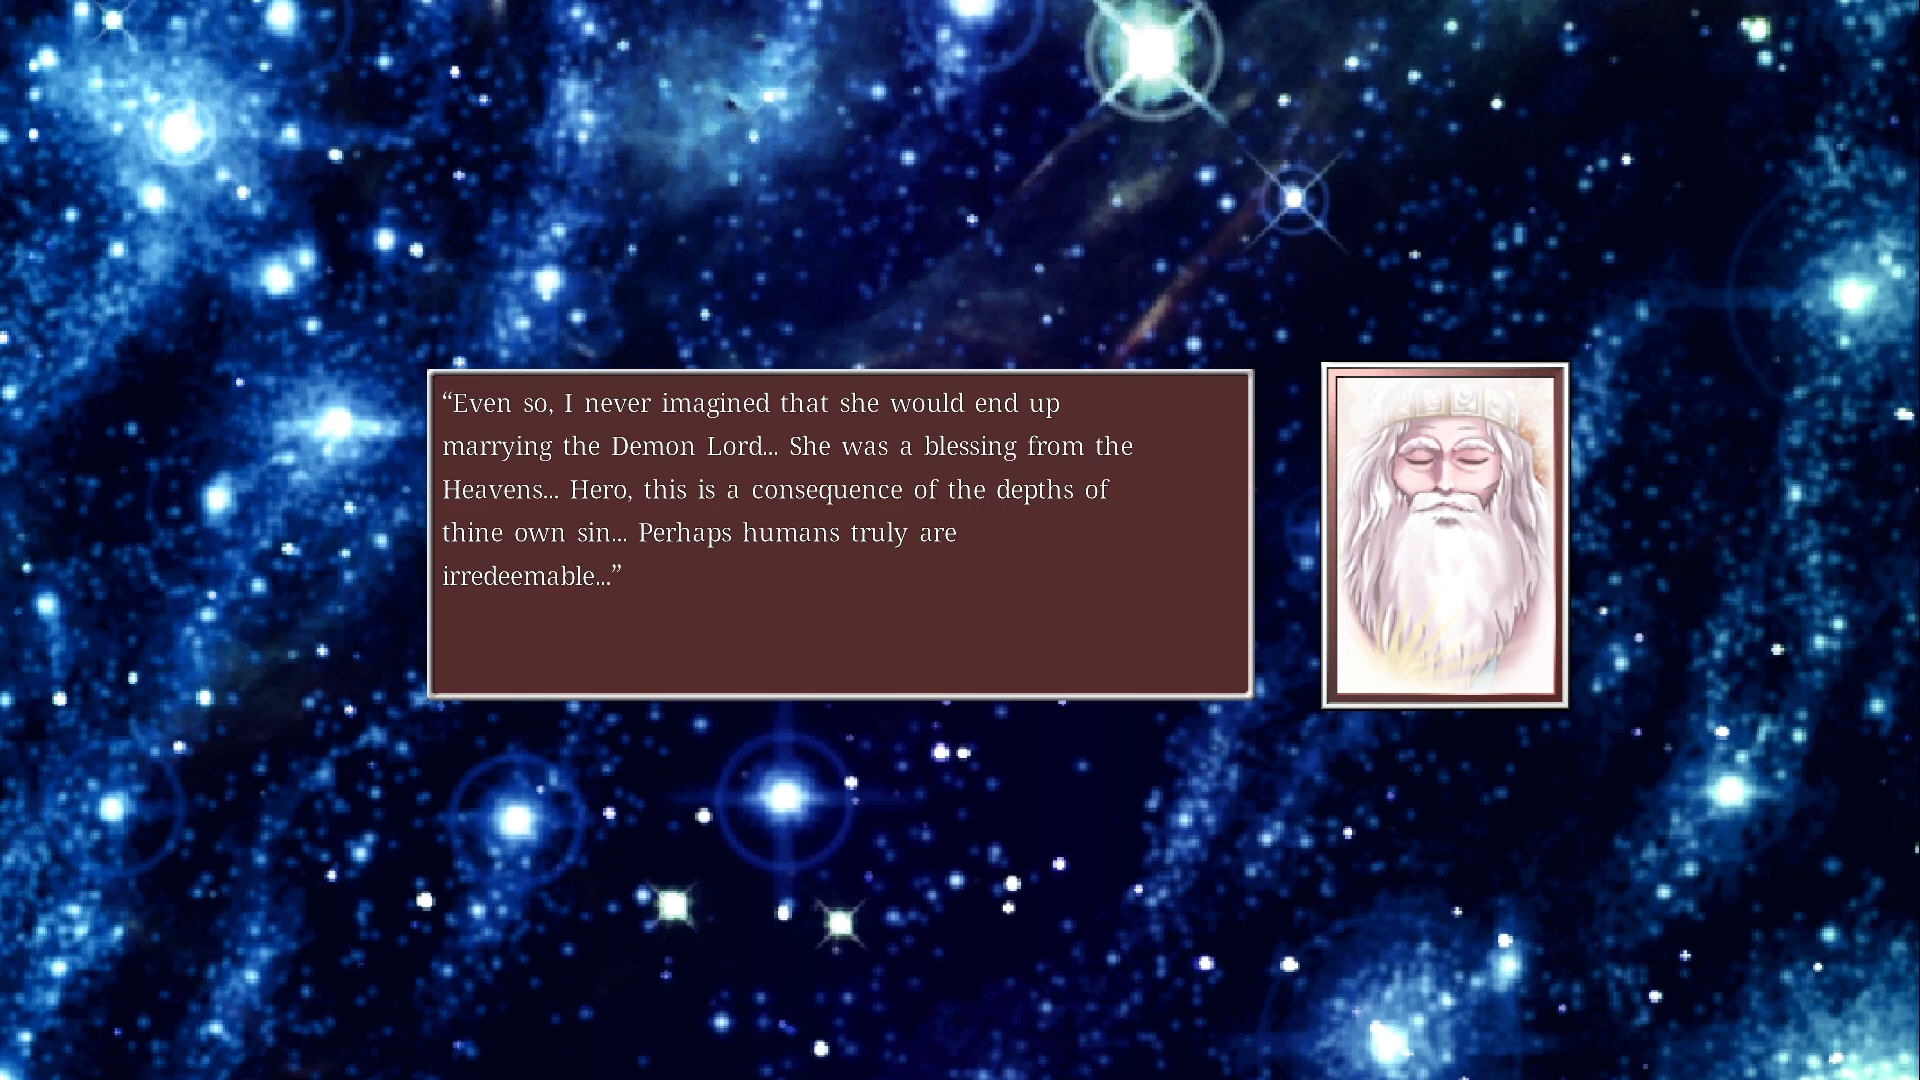 “Even so, I never imagined that she would end up
marrying the Demon Lord... She was a blessing from the
Heavens... Hero, this is a consequence of the depths of
thine own sin... Perhaps humans truly are
irredeemable...”